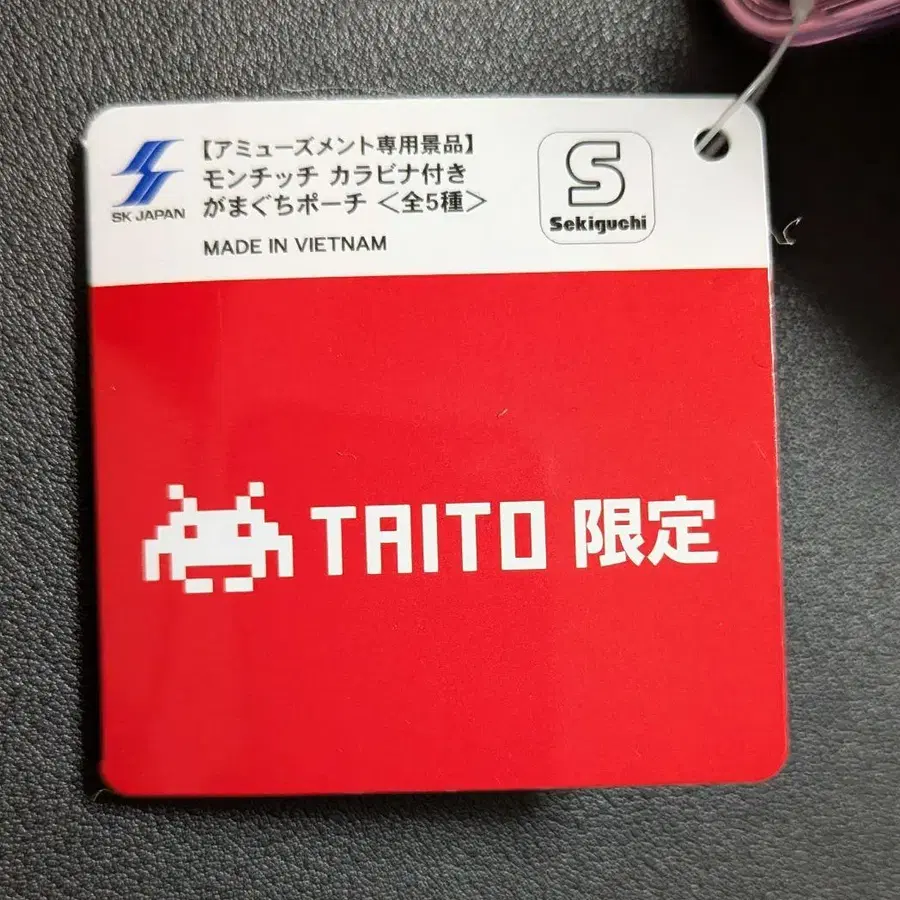 【アミューズメント専用景品】
モンチッチ カラビナ付き
がまぐちポーチ <全5種>
MADE IN VIETNAM
SK JAPAN
S
Sekiguchi
TAITO 限定